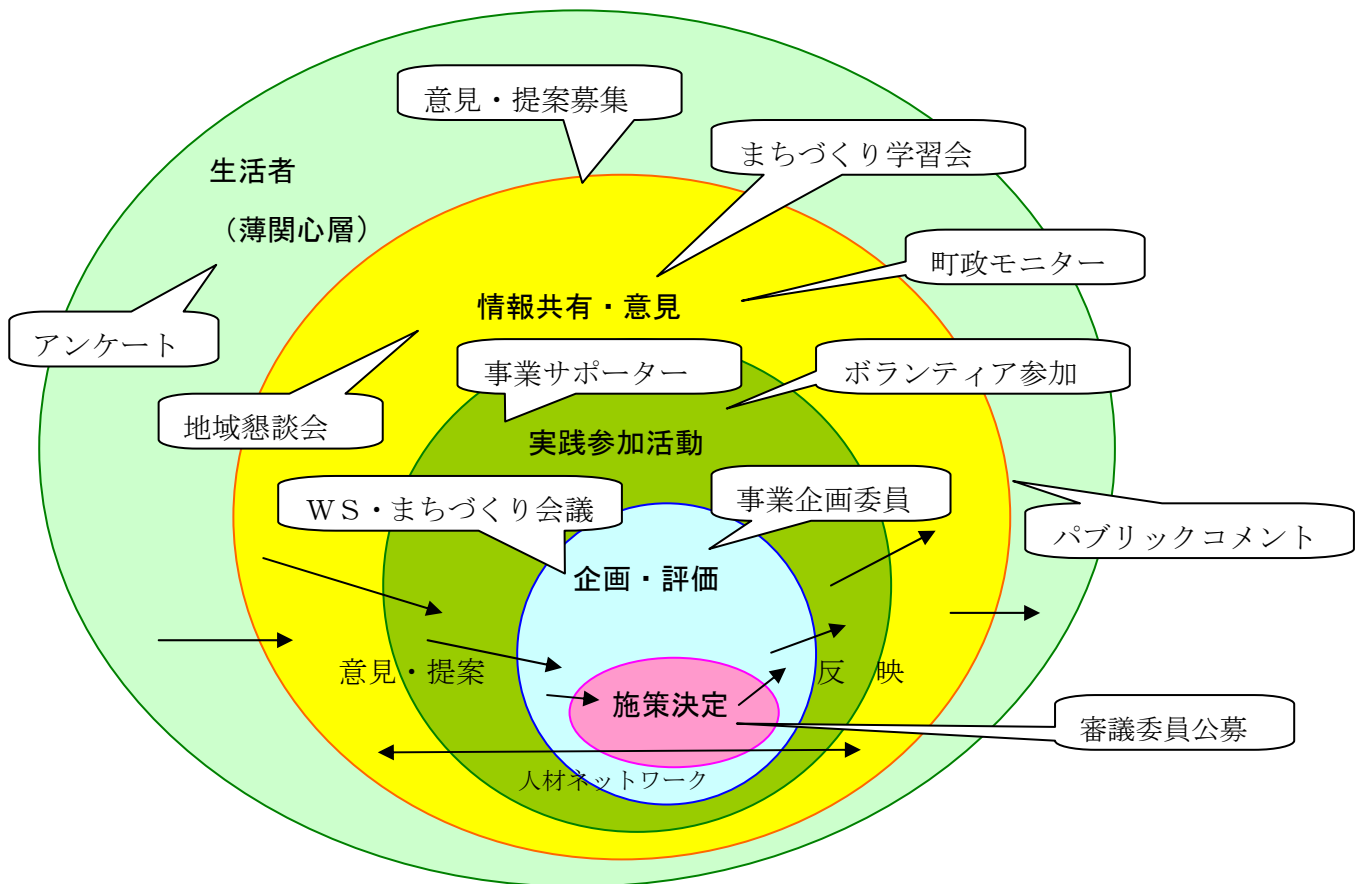 意見・提案募集
まちづくり学習会
生活者
（薄関心層）
町政モニター
情報共有・意見
アンケート
事業サポーター
ボランティア参加
地域懇談会
実践参加活動
ＷＳ・まちづくり会議
事業企画委員
パブリックコメント
企画・評価
意見・提案
反　映
施策決定
審議委員公募
人材ネットワーク